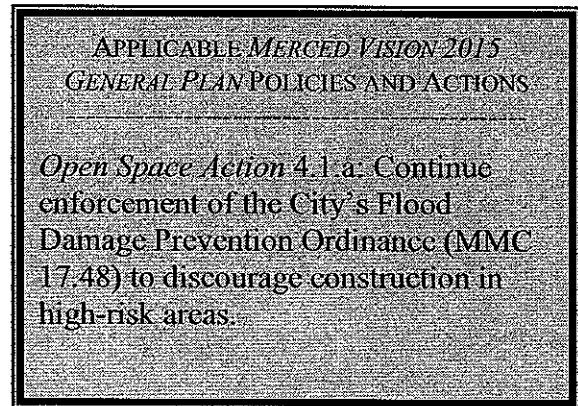 APPLICABLE MERCED VISION 2015
GENERAL PLAN POLICIES AND ACTIONS
Open Space Action 4.1.a: Continue
enforcement of the City's Flood
Damage Prevention Ordinance (MMC
17.48) to discourage construction in
high-risk areas.